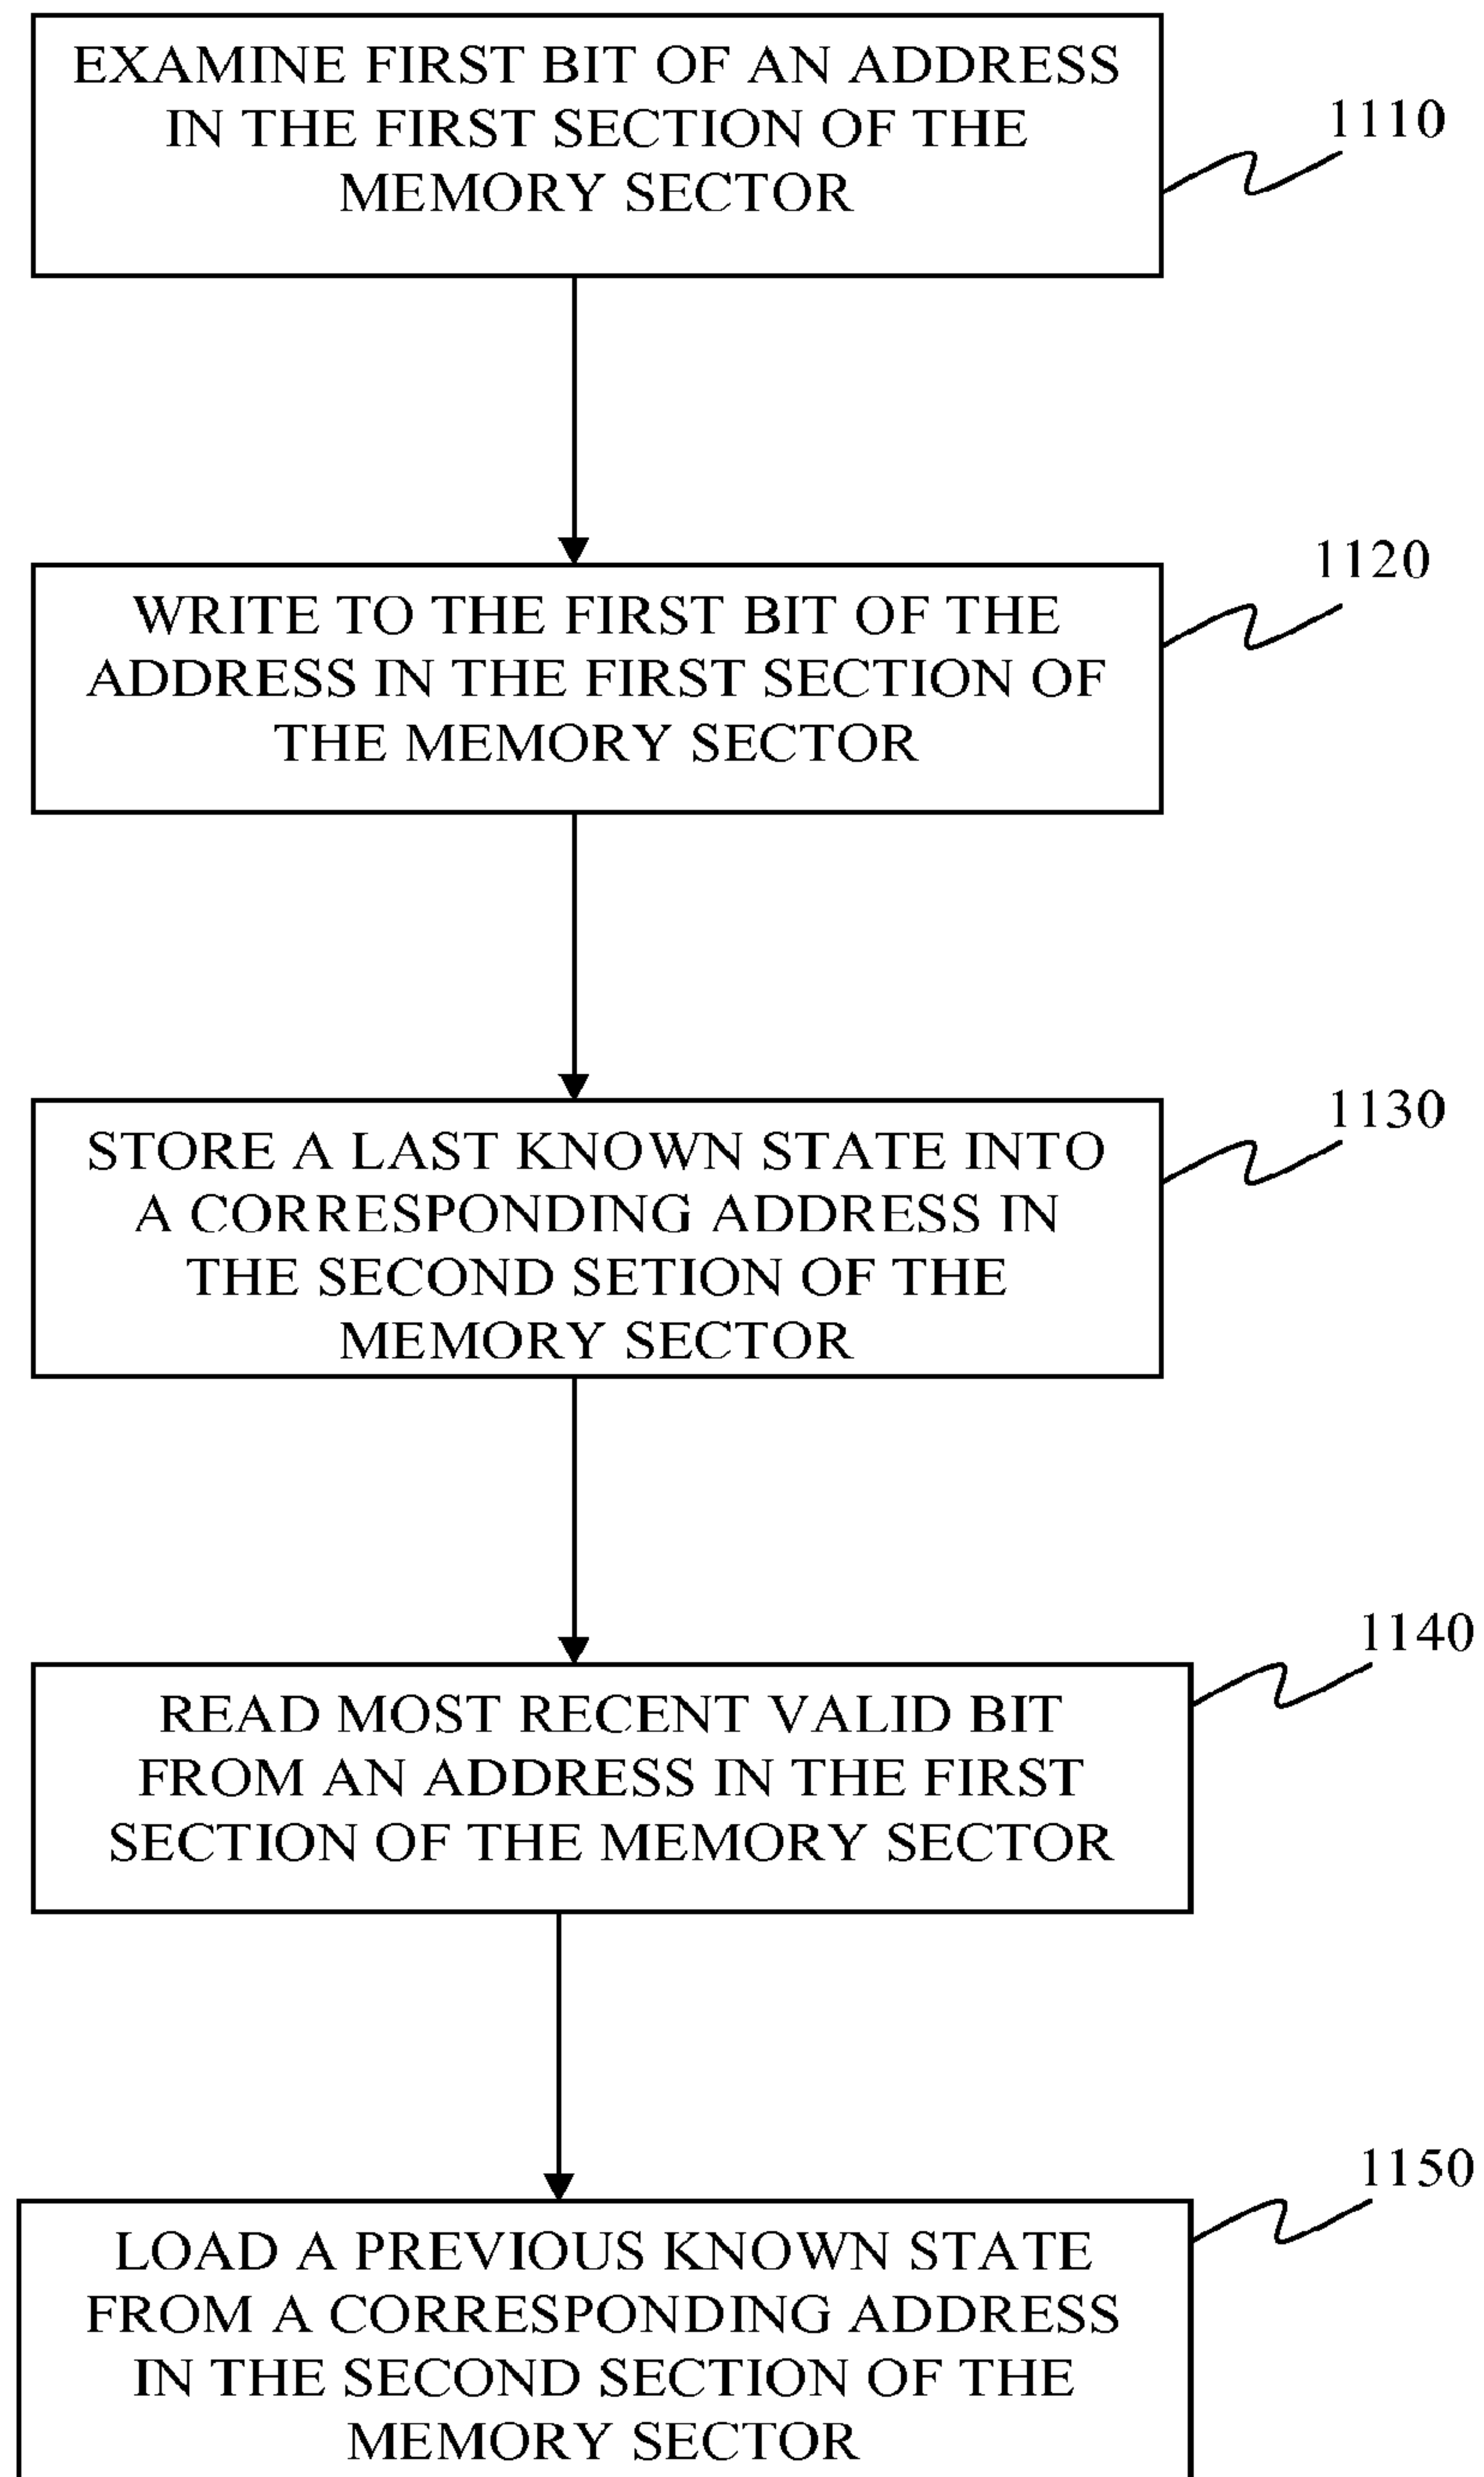 EXAMINE FIRST BIT OF AN ADDRESS
IN THE FIRST SECTION OF THE
MEMORY SECTOR
1110
WRITE TO THE FIRST BIT OF THE
ADDRESS IN THE FIRST SECTION OF
THE MEMORY SECTOR
1120
STORE A LAST KNOWN STATE INTO
A CORRESPONDING ADDRESS IN
THE SECOND SETION OF THE
MEMORY SECTOR
1130
READ MOST RECENT VALID BIT
FROM AN ADDRESS IN THE FIRST
SECTION OF THE MEMORY SECTOR
1140
LOAD A PREVIOUS KNOWN STATE
FROM A CORRESPONDING ADDRESS
IN THE SECOND SECTION OF THE
MEMORY SECTOR
1150